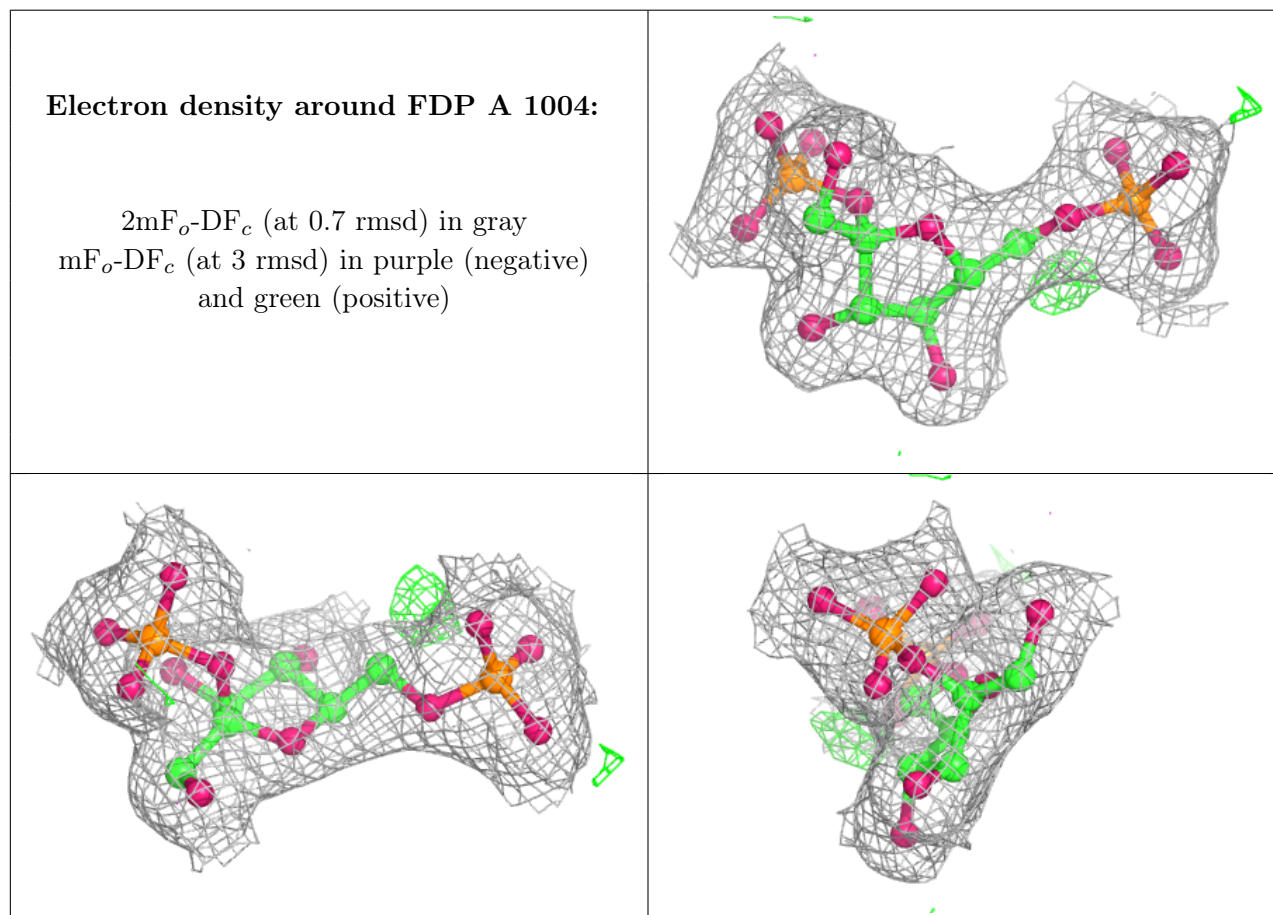 Electron density around FDP A 1004:
2mFo-DFc (at 0.7 rmsd) in gray
mFo-DFc (at 3 rmsd) in purple (negative)
and green (positive)